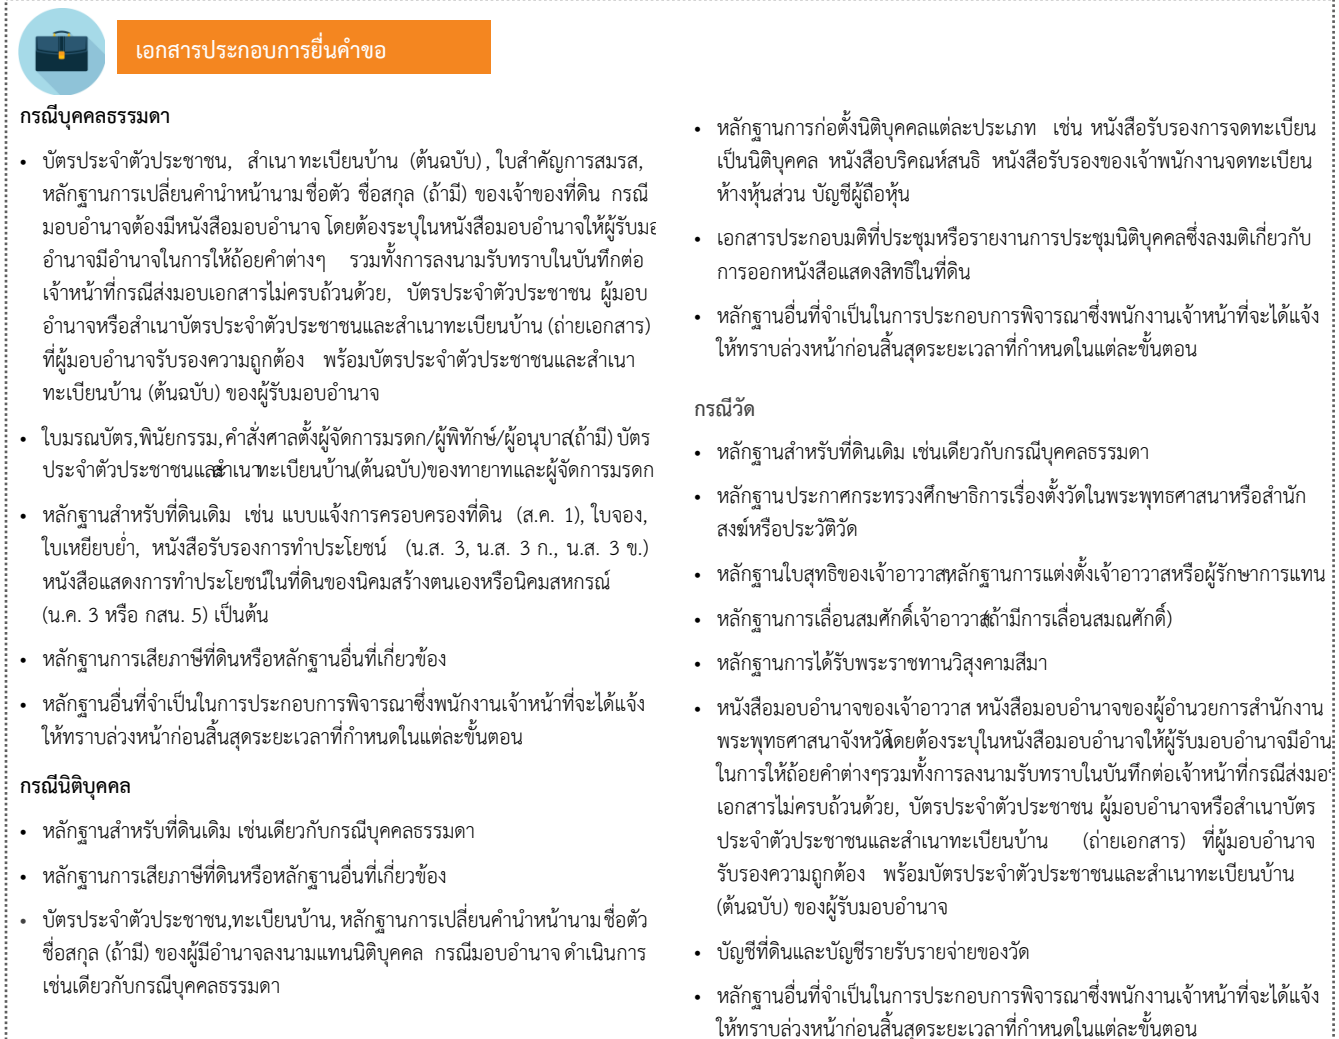 เอกสารประกอบการยื่นคำขอ
กรณีบุคคลธรรมดา
• บัตรประจำตัวประชาชน, สำเนาทะเบียนบ้าน (ต้นฉบับ), ใบสำคัญการสมรส,
หลักฐานการเปลี่ยนคำนำหน้านามชื่อตัว ชื่อสกุล (ถ้ามี) ของเจ้าของที่ดิน กรณี
มอบอำนาจต้องมีหนังสือมอบอำนาจ โดยต้องระบุในหนังสือมอบอำนาจให้ผู้รับมอ
อำนาจมีอำนาจในการให้ถ้อยคำต่างๆ รวมทั้งการลงนามรับทราบในบันทึกต่อ
เจ้าหน้าที่กรณีส่งมอบเอกสารไม่ครบถ้วนด้วย, บัตรประจำตัวประชาชน ผู้มอบ
อำนาจหรือสำเนาบัตรประจำตัวประชาชนและสำเนาทะเบียนบ้าน (ถ่ายเอกสาร)
ที่ผู้มอบอำนาจรับรองความถูกต้อง พร้อมบัตรประจำตัวประชาชนและสำเนา
ทะเบียนบ้าน (ต้นฉบับ) ของผู้รับมอบอำนาจ
• ใบมรณบัตร,พินัยกรรม,คำสั่งศาลตั้งผู้จัดการมรดก/ผู้พิทักษ์/ผู้อนุบาล(ถ้ามี) บัตร
ประจำตัวประชาชนและสำเนาทะเบียนบ้าน(ต้นฉบับ)ของทายาทและผู้จัดการมรดก
• หลักฐานสำหรับที่ดินเดิม เช่น แบบแจ้งการครอบครองที่ดิน (ส.ค. 1), ใบจอง,
ใบเหยียบย่ำ, หนังสือรับรองการทำประโยชน์ (น.ส. 3, น.ส. 3 ก., น.ส. 3 ข.)
หนังสือแสดงการทำประโยชน์ในที่ดินของนิคมสร้างตนเองหรือนิคมสหกรณ์
(น.ค. 3 หรือ กสน. 5) เป็นต้น
• หลักฐานการเสียภาษีที่ดินหรือหลักฐานอื่นที่เกี่ยวข้อง
• หลักฐานอื่นที่จำเป็นในการประกอบการพิจารณาซึ่งพนักงานเจ้าหน้าที่จะได้แจ้ง
ให้ทราบล่วงหน้าก่อนสิ้นสุดระยะเวลาที่กำหนดในแต่ละขั้นตอน
กรณีนิติบุคคล
• หลักฐานสำหรับที่ดินเดิม เช่นเดียวกับกรณีบุคคลธรรมดา
• หลักฐานการเสียภาษีที่ดินหรือหลักฐานอื่นที่เกี่ยวข้อง
• บัตรประจำตัวประชาชน,ทะเบียนบ้าน, หลักฐานการเปลี่ยนคำนำหน้านามชื่อตัว
ชื่อสกุล (ถ้ามี) ของผู้มีอำนาจลงนามแทนนิติบุคคล กรณีมอบอำนาจ ดำเนินการ
เช่นเดียวกับกรณีบุคคลธรรมดา
• หลักฐานการก่อตั้งนิติบุคคลแต่ละประเภท เช่น หนังสือรับรองการจดทะเบียน
เป็นนิติบุคคล หนังสือบริคณห์สนธิ หนังสือรับรองของเจ้าพนักงานจดทะเบียน
ห้างหุ้นส่วน บัญชีผู้ถือหุ้น
• เอกสารประกอบมติที่ประชุมหรือรายงานการประชุมนิติบุคคลซึ่งลงมติเกี่ยวกับ
การออกหนังสือแสดงสิทธิในที่ดิน
• หลักฐานอื่นที่จำเป็นในการประกอบการพิจารณาซึ่งพนักงานเจ้าหน้าที่จะได้แจ้ง
ให้ทราบล่วงหน้าก่อนสิ้นสุดระยะเวลาที่กำหนดในแต่ละขั้นตอน
กรณีวัด
• หลักฐานสำหรับที่ดินเดิม เช่นเดียวกับกรณีบุคคลธรรมดา
• หลักฐานประกาศกระทรวงศึกษาธิการเรื่องตั้งวัดในพระพุทธศาสนาหรือสำนัก
สงฆ์หรือประวัติวัด
• หลักฐานใบสุทธิของเจ้าอาวาส,หลักฐานการแต่งตั้งเจ้าอาวาสหรือผู้รักษาการแทน
• หลักฐานการเลื่อนสมศักดิ์เจ้าอาวาส(ถ้ามีการเลื่อนสมณศักดิ์)
• หลักฐานการได้รับพระราชทานวิสุงคามสีมา
• หนังสือมอบอำนาจของเจ้าอาวาส หนังสือมอบอำนาจของผู้อำนวยการสำนักงาน
พระพุทธศาสนาจังหวัดโดยต้องระบุในหนังสือมอบอำนาจให้ผู้รับมอบอำนาจมีอำน
ในการให้ถ้อยคำต่างๆรวมทั้งการลงนามรับทราบในบันทึกต่อเจ้าหน้าที่กรณีส่งมอ
เอกสารไม่ครบถ้วนด้วย, บัตรประจำตัวประชาชน ผู้มอบอำนาจหรือสำเนาบัตร
ประจำตัวประชาชนและสำเนาทะเบียนบ้าน (ถ่ายเอกสาร) ที่ผู้มอบอำนาจ
รับรองความถูกต้อง พร้อมบัตรประจำตัวประชาชนและสำเนาทะเบียนบ้าน
(ต้นฉบับ) ของผู้รับมอบอำนาจ
• บัญชีที่ดินและบัญชีรายรับรายจ่ายของวัด
• หลักฐานอื่นที่จำเป็นในการประกอบการพิจารณาซึ่งพนักงานเจ้าหน้าที่จะได้แจ้ง
ให้ทราบล่วงหน้าก่อนสิ้นสุดระยะเวลาที่กำหนดในแต่ละขั้นตอน